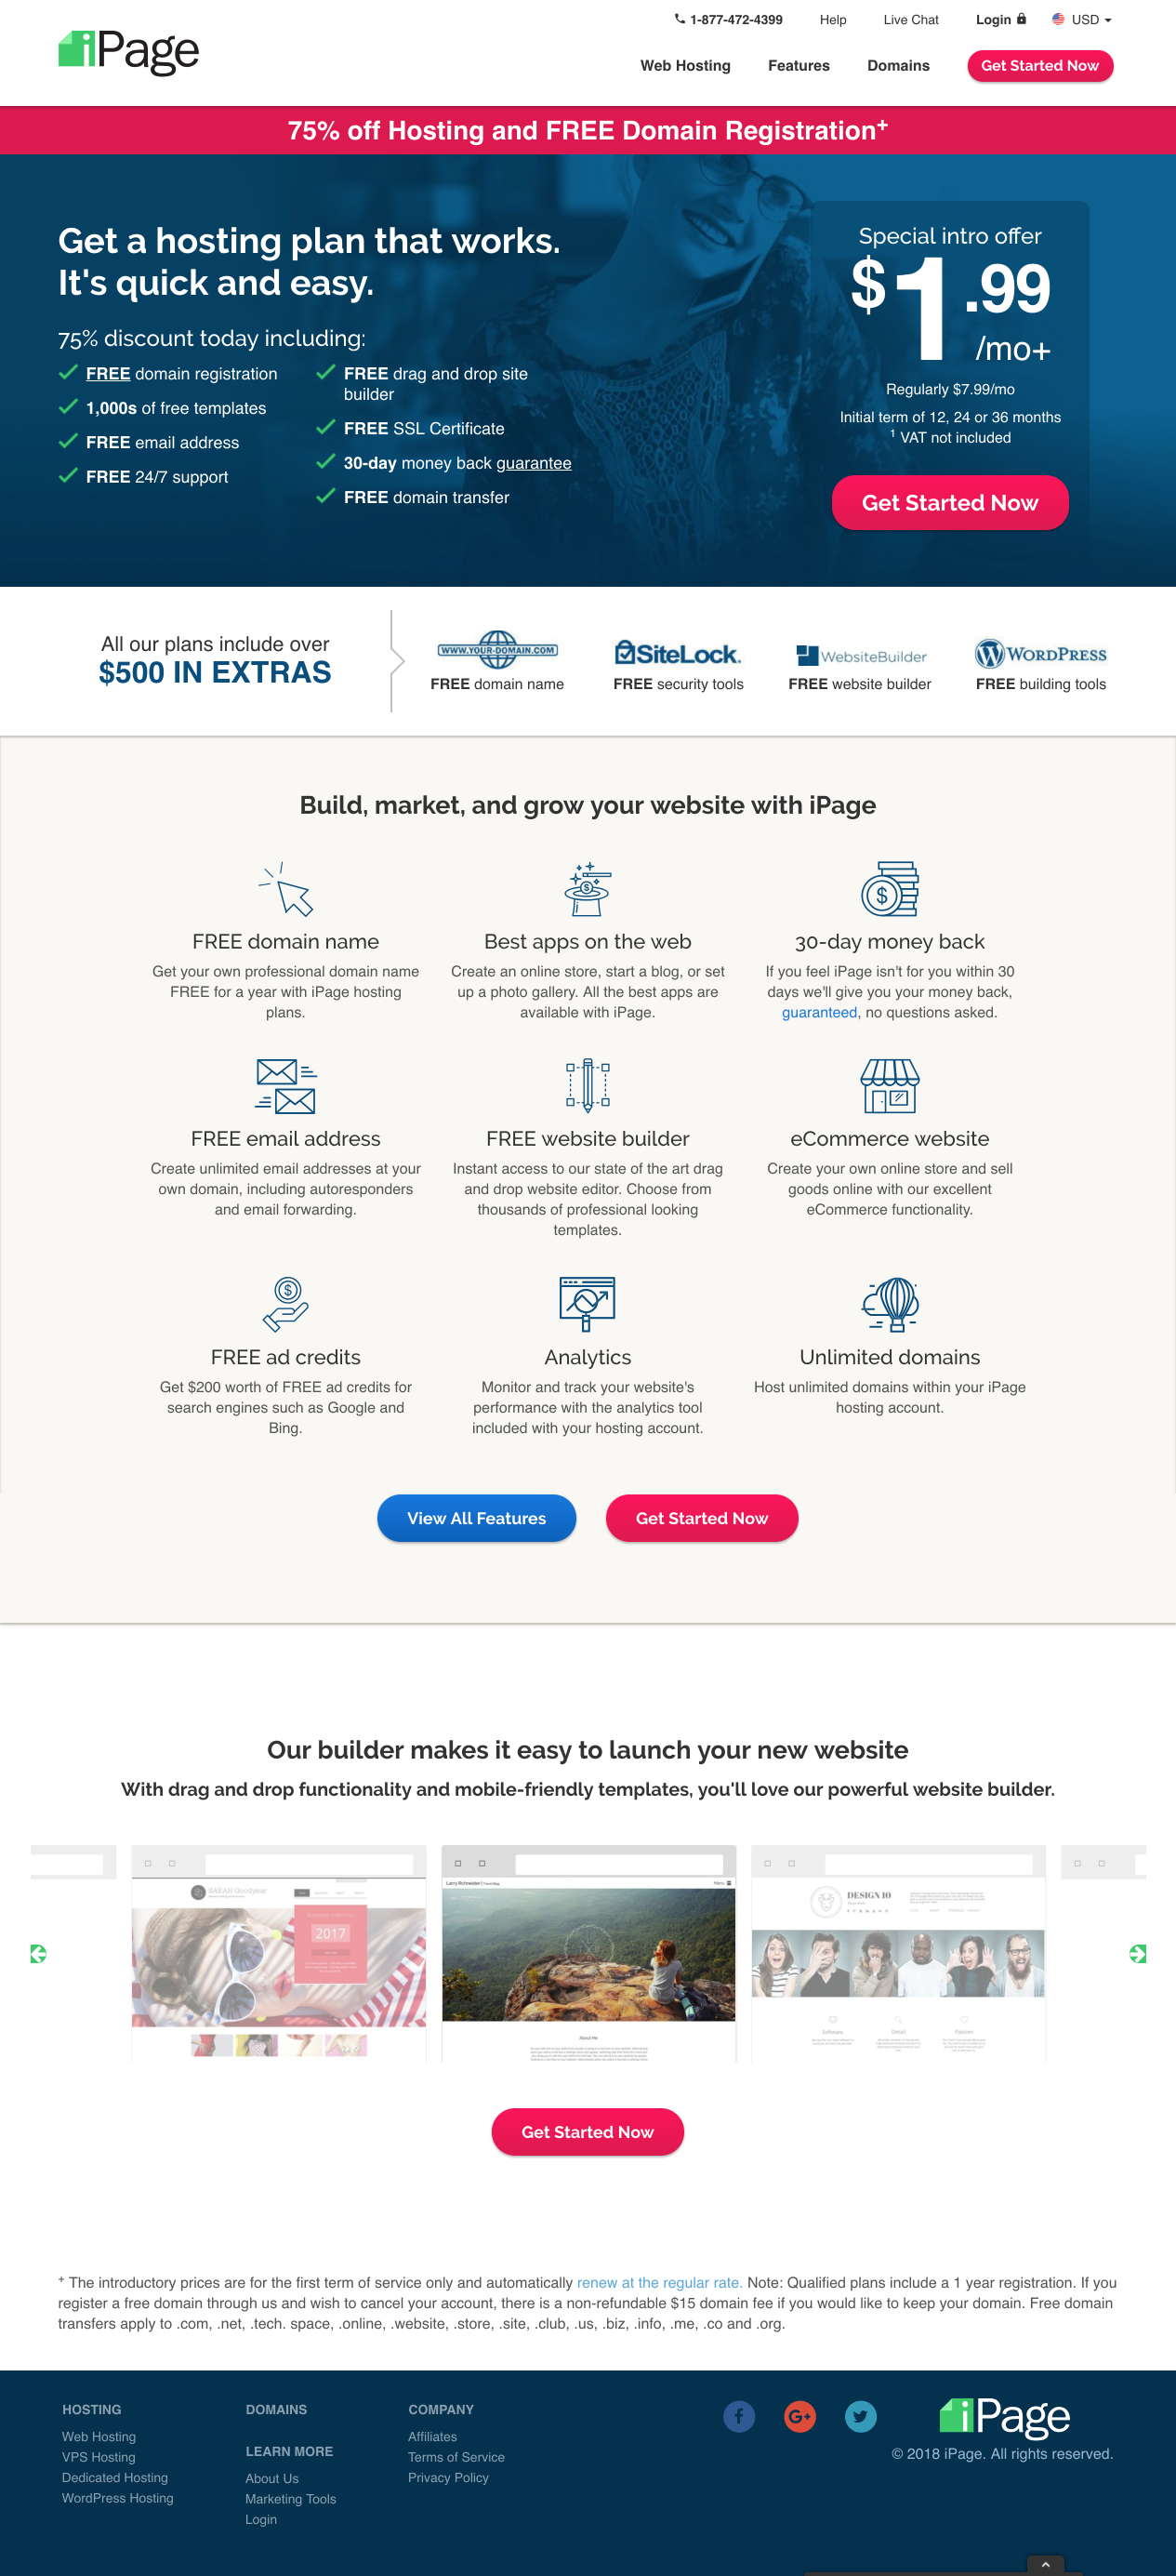 1-877-472-4399 Help Live Chat Login USD
iPage
Web Hosting Features Domains Get Started Now
75% off Hosting and FREE Domain Registration+
Get a hosting plan that works.
It's quick and easy.
75% discount today including:
FREE domain registration
1,000s of free templates
FREE email address
FREE 24/7 support
FREE drag and drop site
builder
FREE SSL Certificate
30-day money back guarantee
FREE domain transfer
Special intro offer
$1.99
/mo+
Regularly $7.99/mo
Initial term of 12, 24 or 36 months
1 VAT not included
Get Started Now
All our plans include over
$500 IN EXTRAS
WWW.YOUR-DOMAIN.COM
FREE domain name
SiteLock.
FREE security tools
WebsiteBuilder
FREE website builder
WORDPRESS
FREE building tools
Build, market, and grow your website with iPage
FREE domain name
Get your own professional domain name
FREE for a year with iPage hosting
plans.
Best apps on the web
Create an online store, start a blog, or set
up a photo gallery. All the best apps are
available with iPage.
30-day money back
If you feel iPage isn't for you within 30
days we'll give you your money back,
guaranteed, no questions asked.
FREE email address
Create unlimited email addresses at your
own domain, including autoresponders
and email forwarding.
FREE website builder
Instant access to our state of the art drag
and drop website editor. Choose from
thousands of professional looking
templates.
eCommerce website
Create your own online store and sell
goods online with our excellent
eCommerce functionality.
FREE ad credits
Get $200 worth of FREE ad credits for
search engines such as Google and
Bing.
Analytics
Monitor and track your website's
performance with the analytics tool
included with your hosting account.
Unlimited domains
Host unlimited domains within your iPage
hosting account.
View All Features Get Started Now
Our builder makes it easy to launch your new website
With drag and drop functionality and mobile-friendly templates, you'll love our powerful website builder.
SARAH Goodyear
2017
Larry Richneider
Menu
About Me
DESIGN 10
Software Detail Passion
Get Started Now
+ The introductory prices are for the first term of service only and automatically renew at the regular rate. Note: Qualified plans include a 1 year registration. If you
register a free domain through us and wish to cancel your account, there is a non-refundable $15 domain fee if you would like to keep your domain. Free domain
transfers apply to .com, .net, .tech. space, .online, .website, .store, .site, .club, .us, .biz, .info, .me, .co and .org.
HOSTING
Web Hosting
VPS Hosting
Dedicated Hosting
WordPress Hosting
DOMAINS
LEARN MORE
About Us
Marketing Tools
Login
COMPANY
Affiliates
Terms of Service
Privacy Policy
f
G+
iPage
© 2018 iPage. All rights reserved.